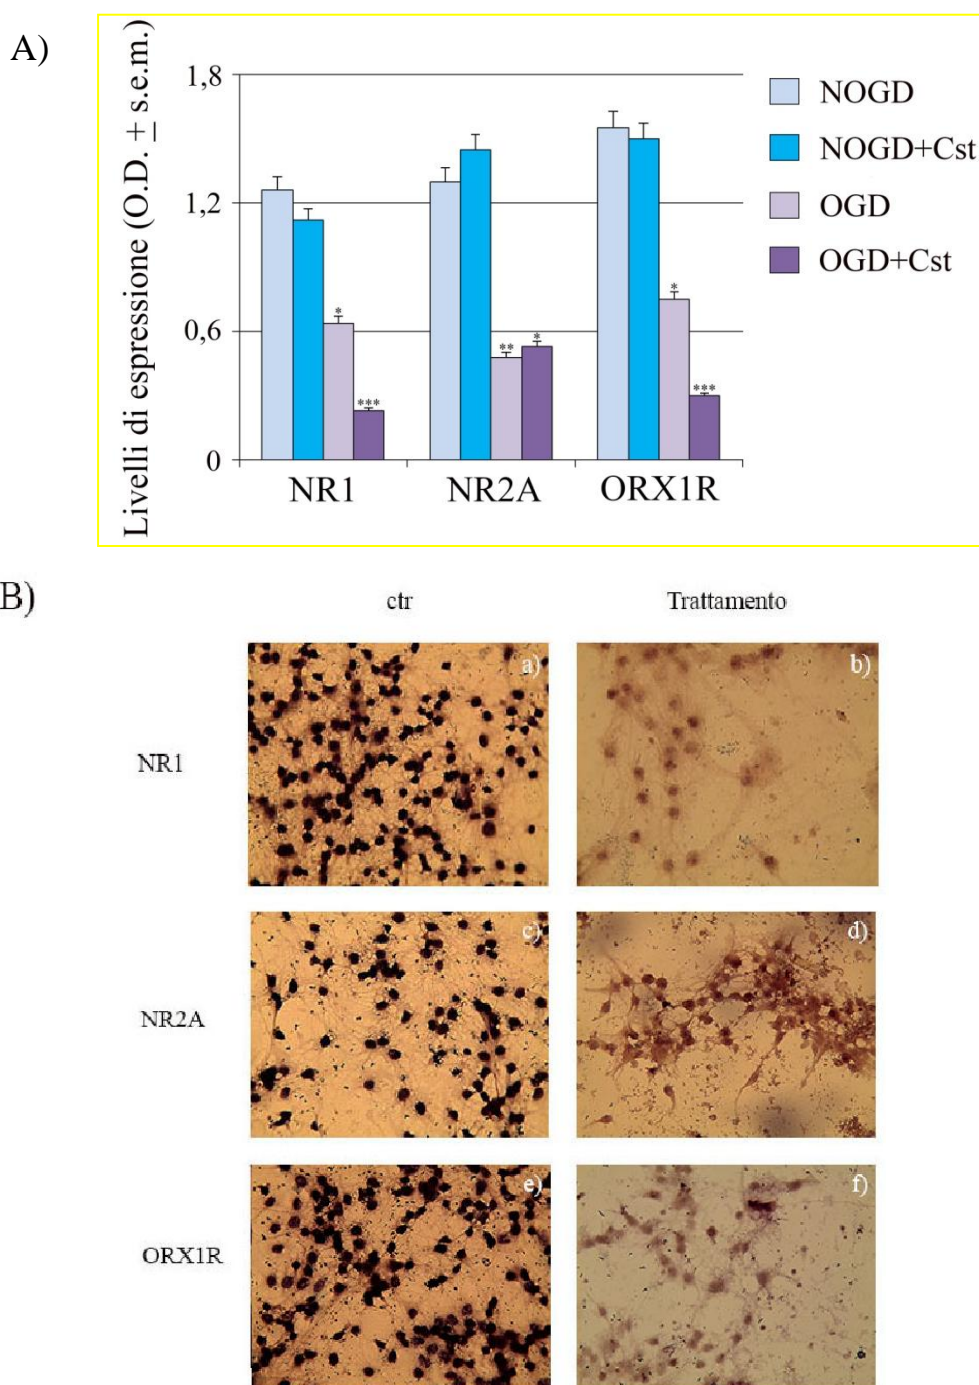 A)
Livelli di espressione (O.D. ± s.e.m.)
1,8
1,2
0,6
0
*
***
**
*
*
***
NR1 NR2A ORX1R
NOGD
NOGD+Cst
OGD
OGD+Cst
B)
ctr Trattamento
NR1
a) b)
NR2A
c) d)
ORX1R
e) f)